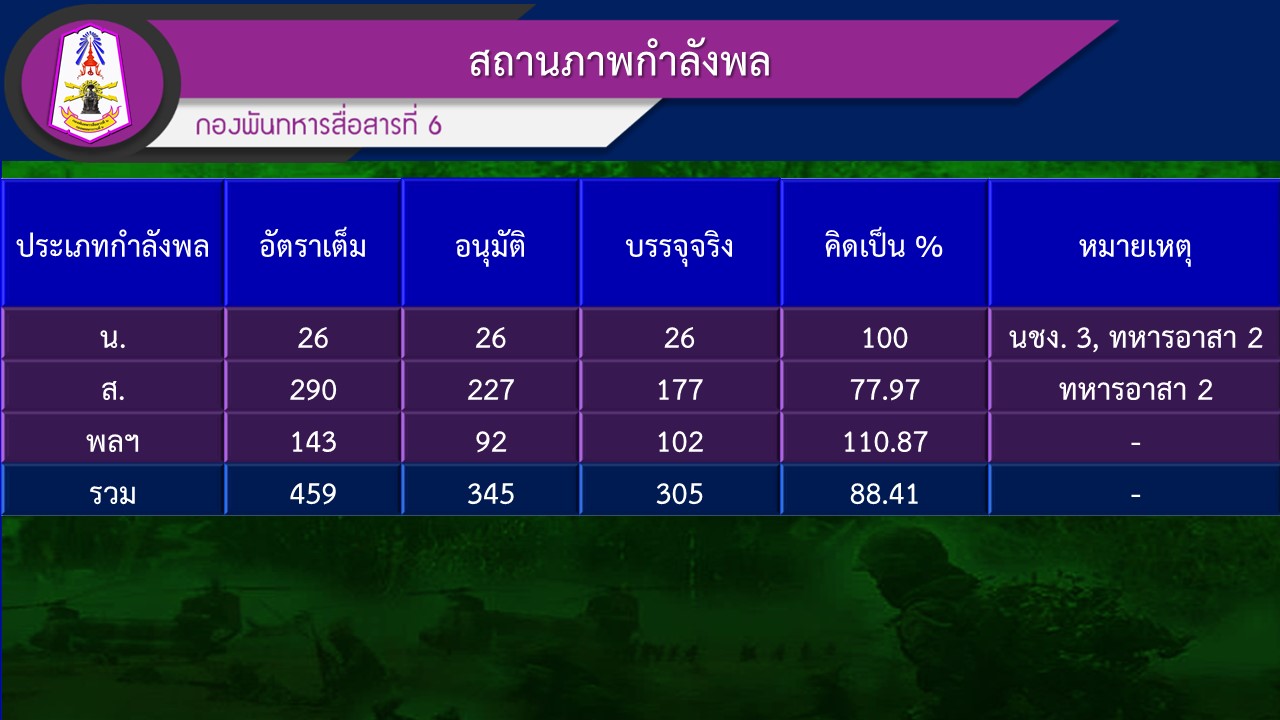 สถานภาพกำลังพล
กองพันทหารสื่อสารที่ 6
ประเภทกำลังพล อัตราเต็ม อนุมัติ บรรจุจริง คิดเป็น % หมายเหตุ
น. 26 26 26 100 นชง. 3, ทหารอาสา 2
ส. 290 227 177 77.97 ทหารอาสา 2
พลฯ 143 92 102 110.87 -
รวม 459 345 305 88.41 -